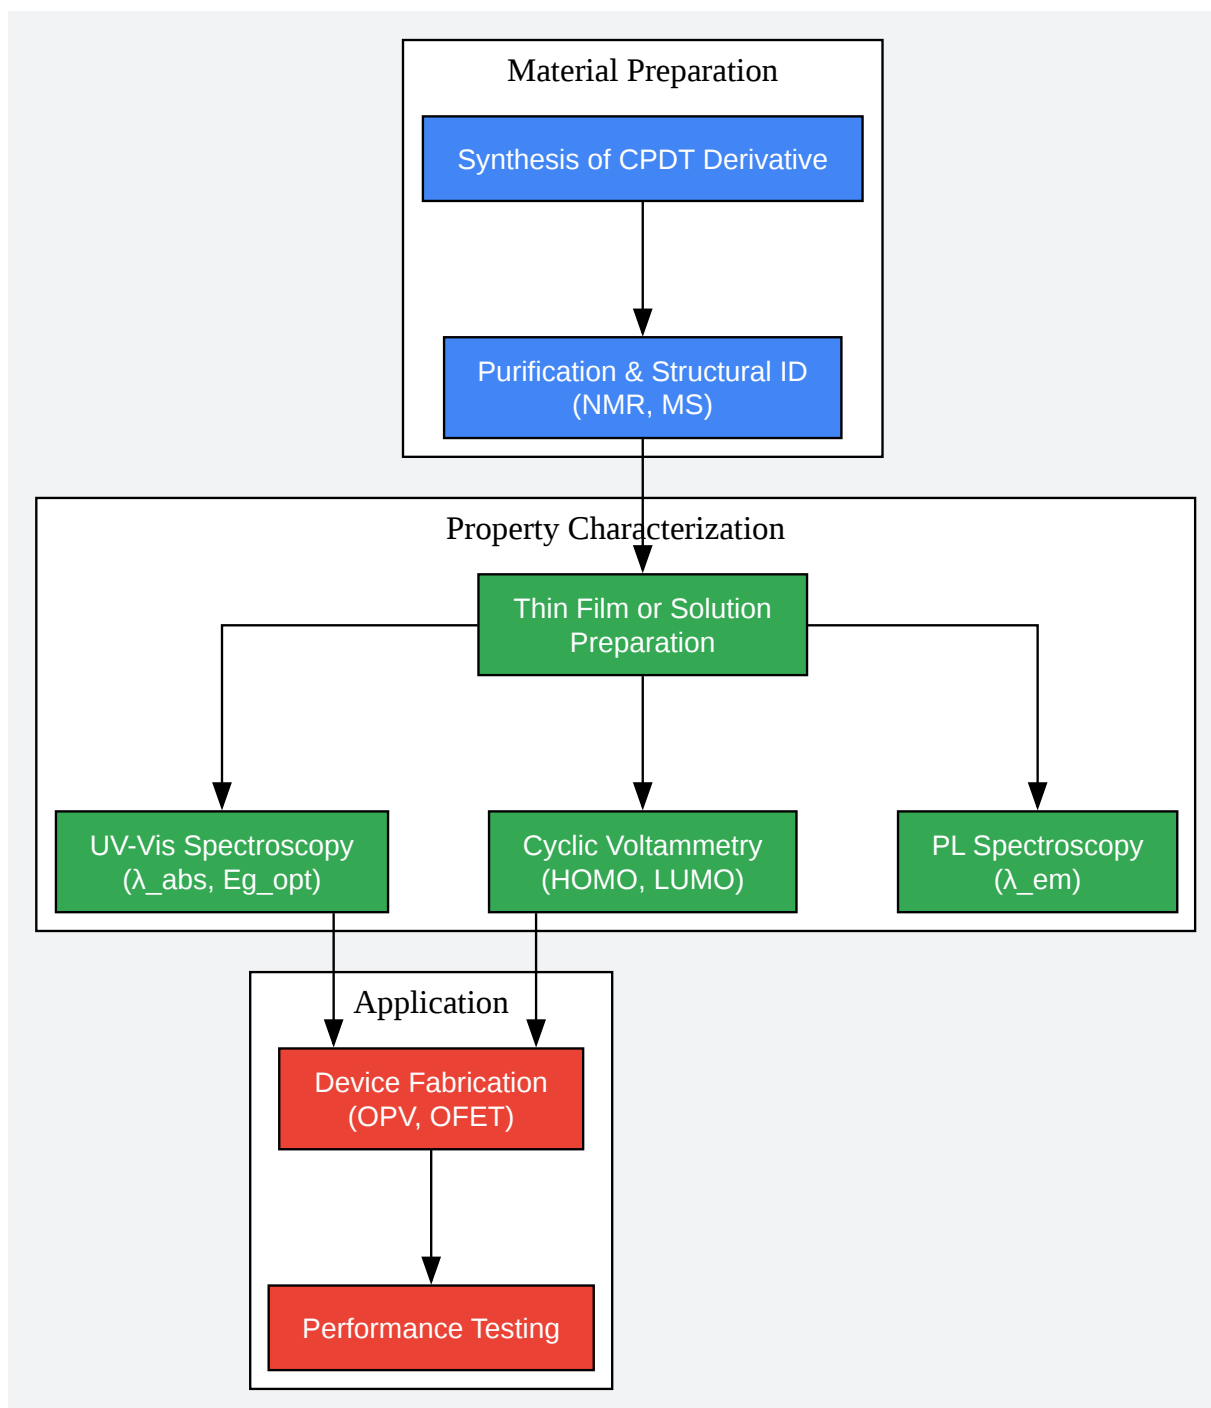 Material Preparation
Synthesis of CPDT Derivative
Purification & Structural ID
(NMR, MS)
Property Characterization
Thin Film or Solution
Preparation
UV-Vis Spectroscopy
(λ_abs, Eg_opt)
Cyclic Voltammetry
(HOMO, LUMO)
PL Spectroscopy
(λ_em)
Application
Device Fabrication
(OPV, OFET)
Performance Testing